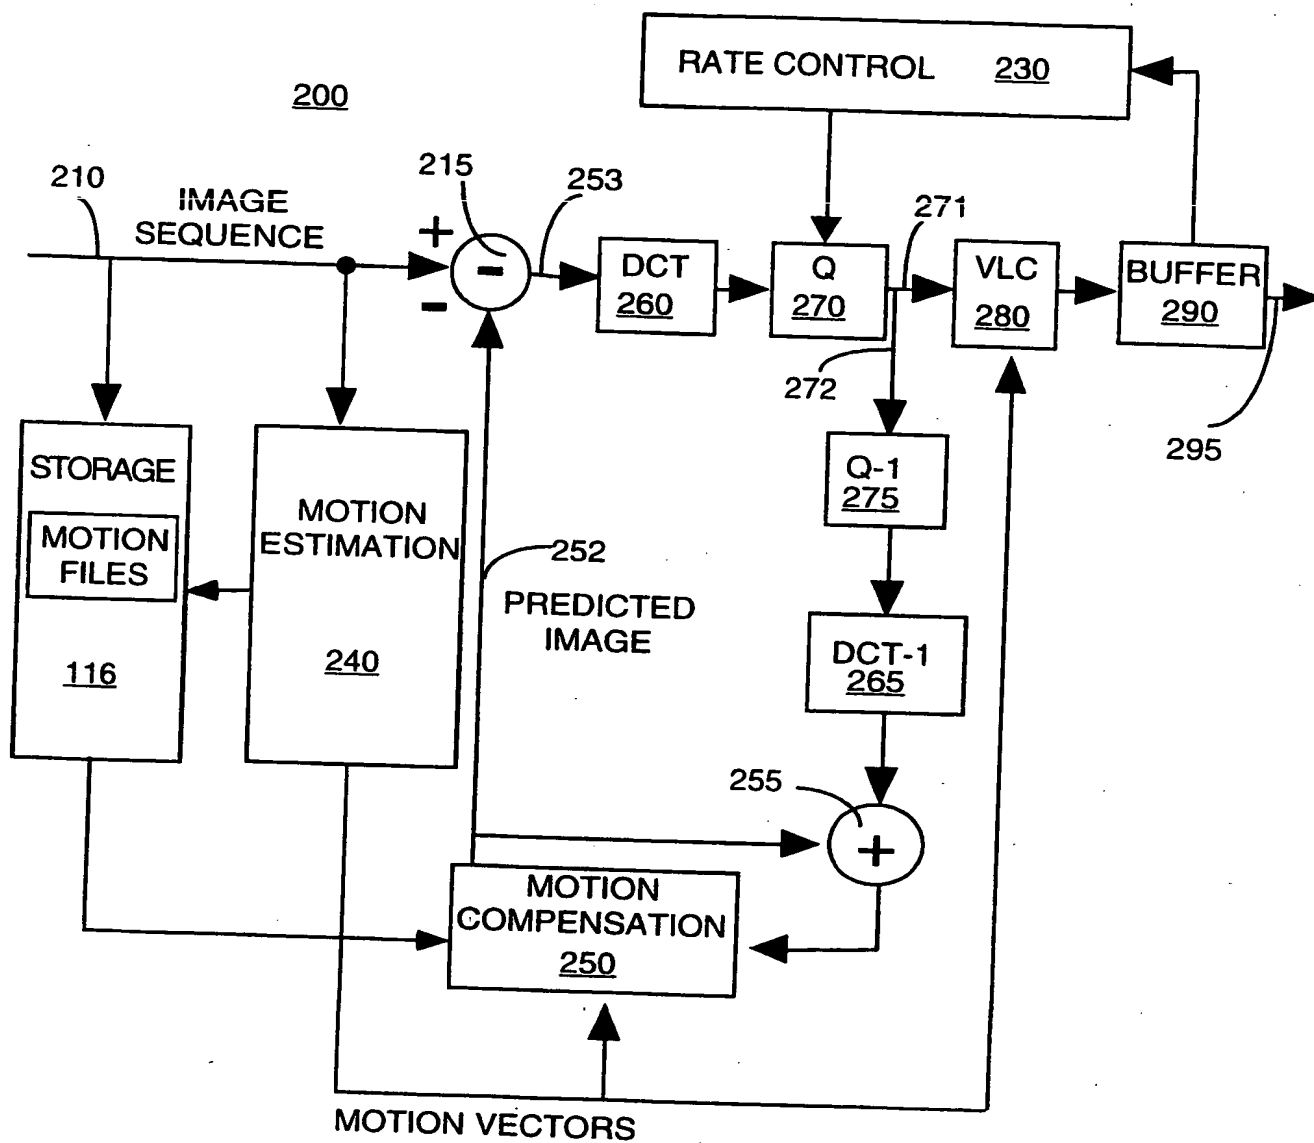 RATE CONTROL 230
200
210
IMAGE
SEQUENCE
215
253
271
+
-
-
DCT
260
Q
270
VLC
280
BUFFER
290
272
295
STORAGE
MOTION
FILES
116
MOTION
ESTIMATION
240
252
PREDICTED
IMAGE
Q-1
275
DCT-1
265
255
+
MOTION
COMPENSATION
250
MOTION VECTORS